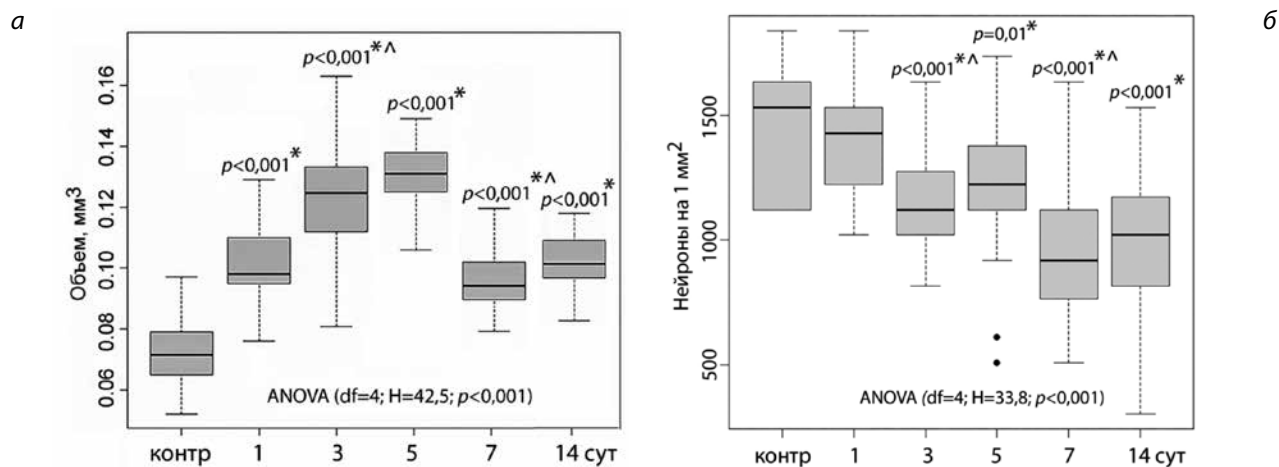 а
p<0,001*^
p<0,001*
p<0,001*
p<0,001*^
p<0,001*
Объем, мм³
0.16
0.14
0.12
0.10
0.08
0.06
ANOVA (df=4; H=42,5; p<0,001)
контр 1 3 5 7 14 сут
б
p=0,01*
p<0,001*^
p<0,001*^
p<0,001*
Нейроны на 1 мм²
1500
1000
500
ANOVA (df=4; H=33,8; p<0,001)
контр 1 3 5 7 14 сут